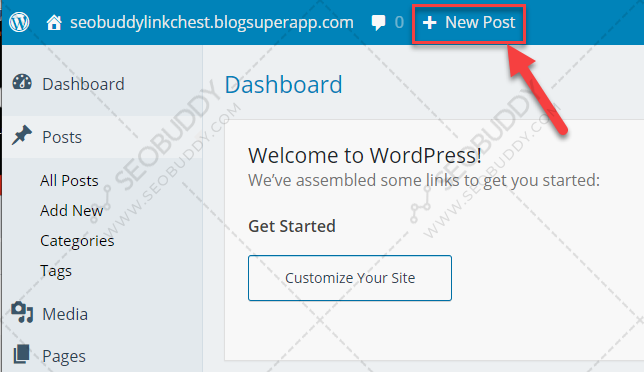 seobuddylinkchest.blogsuperapp.com 0 + New Post
Dashboard
Posts
All Posts
Add New
Categories
Tags
Media
Pages
Dashboard
Welcome to WordPress!
We've assembled some links to get you started:
Get Started
Customize Your Site
SEOBUDDY
WWW.SEOBUDDY.COM
SEOBUDDY
WWW.SEOBUDDY.COM